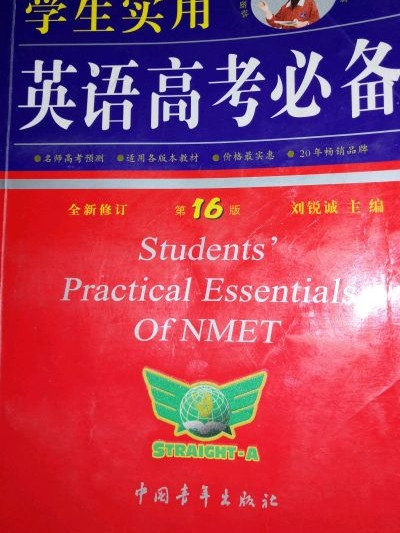 学生实用
英语高考必备
●名师高考预测 ●适用各版本教材 ●价格最实惠 ●20年畅销品牌
全新修订 第16版 刘锐诚 主编
Students'
Practical Essentials
Of NMET
STRAIGHT-A
中国青年出版社